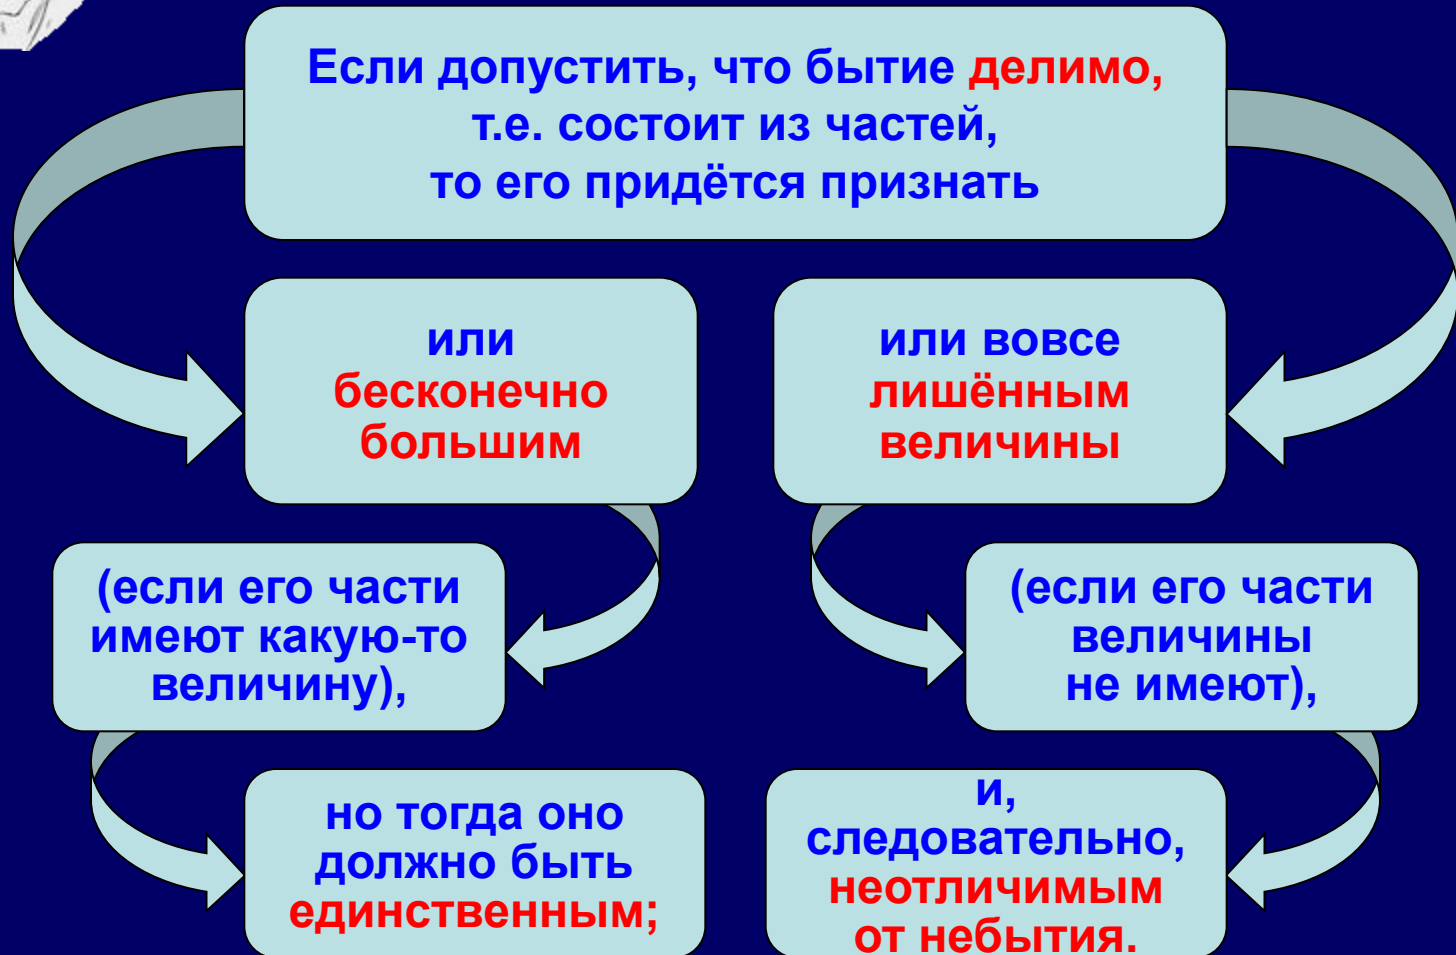 Если допустить, что бытие делимо,
т.е. состоит из частей,
то его придётся признать
или
бесконечно
большим
или вовсе
лишённым
величины
(если его части
имеют какую-то
величину),
(если его части
величины
не имеют),
но тогда оно
должно быть
единственным;
и,
следовательно,
неотличимым
от небытия.